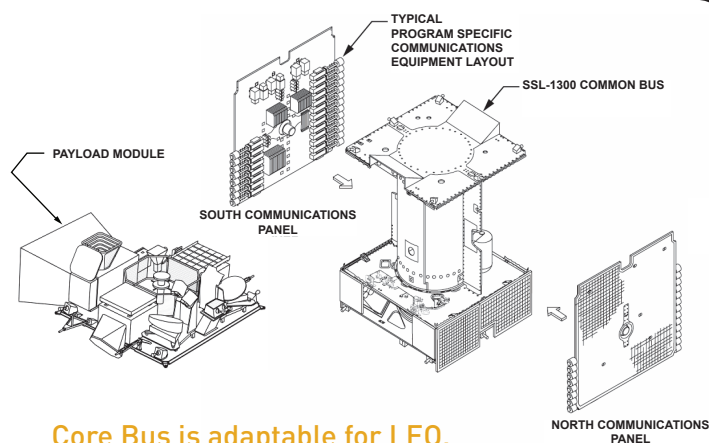 TYPICAL
PROGRAM SPECIFIC
COMMUNICATIONS
EQUIPMENT LAYOUT
SSL-1300 COMMON BUS
PAYLOAD MODULE
SOUTH COMMUNICATIONS
PANEL
NORTH COMMUNICATIONS
PANEL
Core Bus is adaptable for LEO,